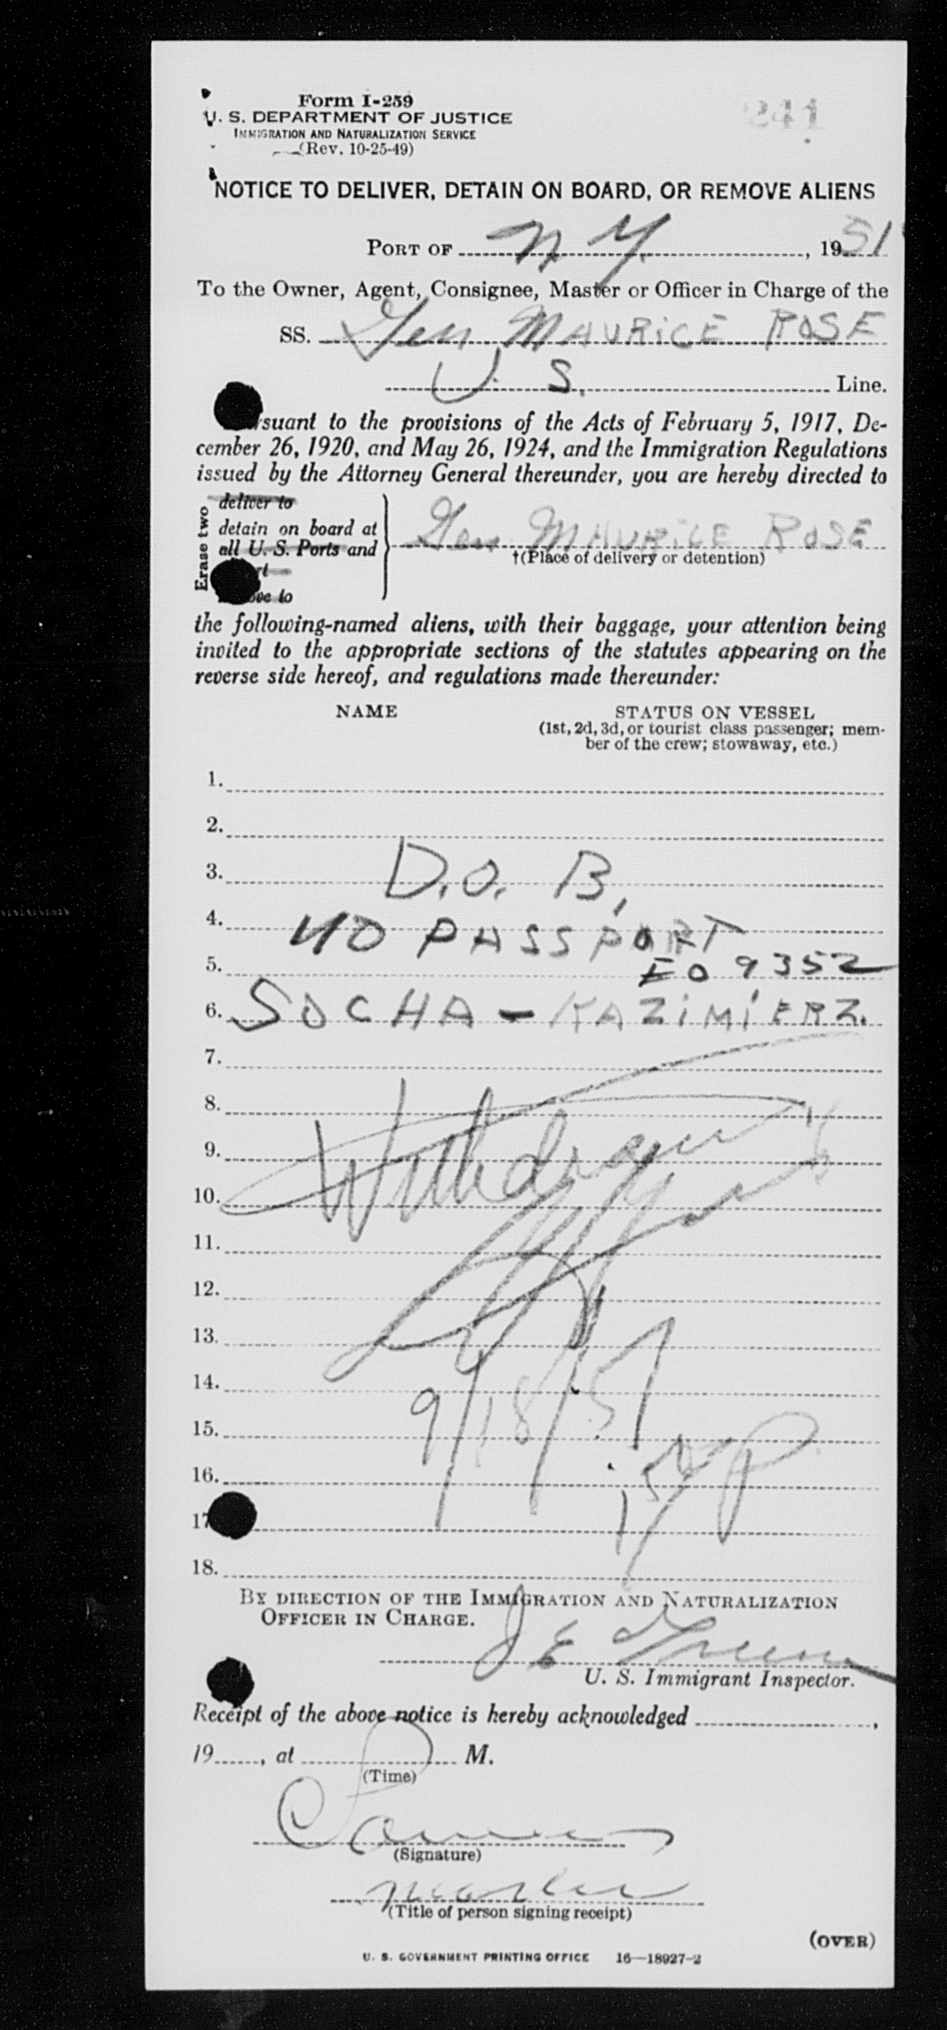 Form I-259
U. S. DEPARTMENT OF JUSTICE
IMMIGRATION AND NATURALIZATION SERVICE
(Rev. 10-25-49)
241
NOTICE TO DELIVER, DETAIN ON BOARD, OR REMOVE ALIENS
PORT OF N. Y. , 1951
To the Owner, Agent, Consignee, Master or Officer in Charge of the
SS. Gen MAURICE ROSE
U. S. Line.
rsuant to the provisions of the Acts of February 5, 1917, De-
cember 26, 1920, and May 26, 1924, and the Immigration Regulations
issued by the Attorney General thereunder, you are hereby directed to
Erase two
deliver to
detain on board at
all U. S. Ports and
Gen. MAURICE ROSE
†(Place of delivery or detention)
to
the following-named aliens, with their baggage, your attention being
invited to the appropriate sections of the statutes appearing on the
reverse side hereof, and regulations made thereunder:
NAME STATUS ON VESSEL
(1st, 2d, 3d, or tourist class passenger; mem-
ber of the crew; stowaway, etc.)
1.
2.
3. D.O. B,
4. NO PASSPORT
5. EO 9352
6. SOCHA - KAZIMIERZ.
7.
8.
9. Withdrawn
10.
11.
12.
13.
14. 9/18/51
15.
16.
17
18.
BY DIRECTION OF THE IMMIGRATION AND NATURALIZATION
OFFICER IN CHARGE.
J E
U. S. Immigrant Inspector.
Receipt of the above notice is hereby acknowledged ,
19 , at M.
(Time)
(Signature)
master
(Title of person signing receipt)
(OVER)
U. S. GOVERNMENT PRINTING OFFICE 16—18927-2